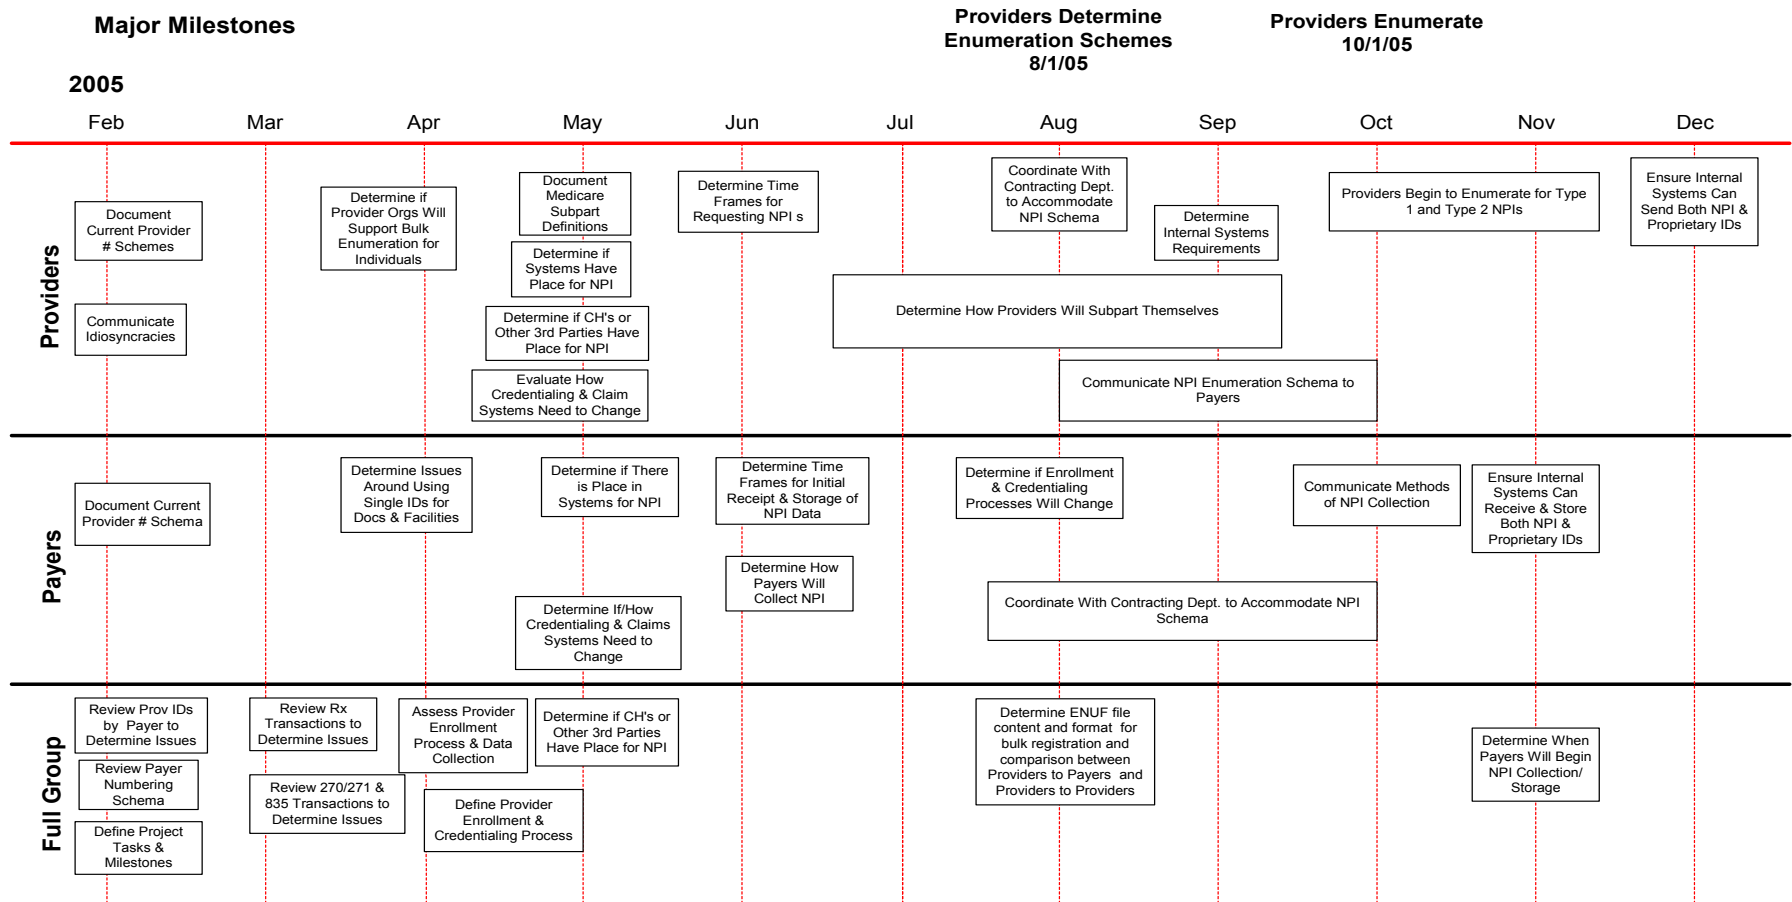 Major Milestones
Providers Determine
Enumeration Schemes
8/1/05
Providers Enumerate
10/1/05
2005
Feb
Mar
Apr
May
Jun
Jul
Aug
Sep
Oct
Nov
Dec
Providers
Document
Current Provider
# Schemes
Communicate
Idiosyncracies
Determine if
Provider Orgs Will
Support Bulk
Enumeration for
Individuals
Document
Medicare
Subpart
Definitions
Determine if
Systems Have
Place for NPI
Determine if CH's or
Other 3rd Parties Have
Place for NPI
Evaluate How
Credentialing & Claim
Systems Need to Change
Determine Time
Frames for
Requesting NPI s
Coordinate With
Contracting Dept.
to Accommodate
NPI Schema
Determine
Internal Systems
Requirements
Providers Begin to Enumerate for Type
1 and Type 2 NPIs
Ensure Internal
Systems Can
Send Both NPI &
Proprietary IDs
Determine How Providers Will Subpart Themselves
Communicate NPI Enumeration Schema to
Payers
Payers
Document Current
Provider # Schema
Determine Issues
Around Using
Single IDs for
Docs & Facilities
Determine if There
is Place in
Systems for NPI
Determine If/How
Credentialing & Claims
Systems Need to
Change
Determine Time
Frames for Initial
Receipt & Storage of
NPI Data
Determine How
Payers Will
Collect NPI
Determine if Enrollment
& Credentialing
Processes Will Change
Coordinate With Contracting Dept. to Accommodate NPI
Schema
Communicate Methods
of NPI Collection
Ensure Internal
Systems Can
Receive & Store
Both NPI &
Proprietary IDs
Full Group
Review Prov IDs
by Payer to
Determine Issues
Review Payer
Numbering
Schema
Define Project
Tasks &
Milestones
Review Rx
Transactions to
Determine Issues
Review 270/271 &
835 Transactions to
Determine Issues
Assess Provider
Enrollment
Process & Data
Collection
Define Provider
Enrollment &
Credentialing Process
Determine if CH's or
Other 3rd Parties
Have Place for NPI
Determine ENUF file
content and format for
bulk registration and
comparison between
Providers to Payers and
Providers to Providers
Determine When
Payers Will Begin
NPI Collection/
Storage